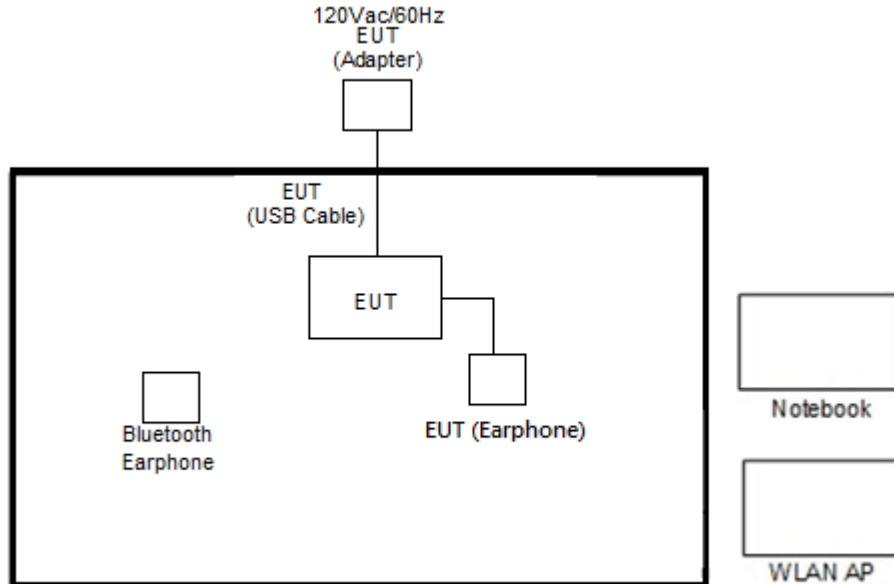 120Vac/60Hz
EUT
(Adapter)
EUT
(USB Cable)
EUT
Notebook
Bluetooth
Earphone
EUT (Earphone)
WLAN AP